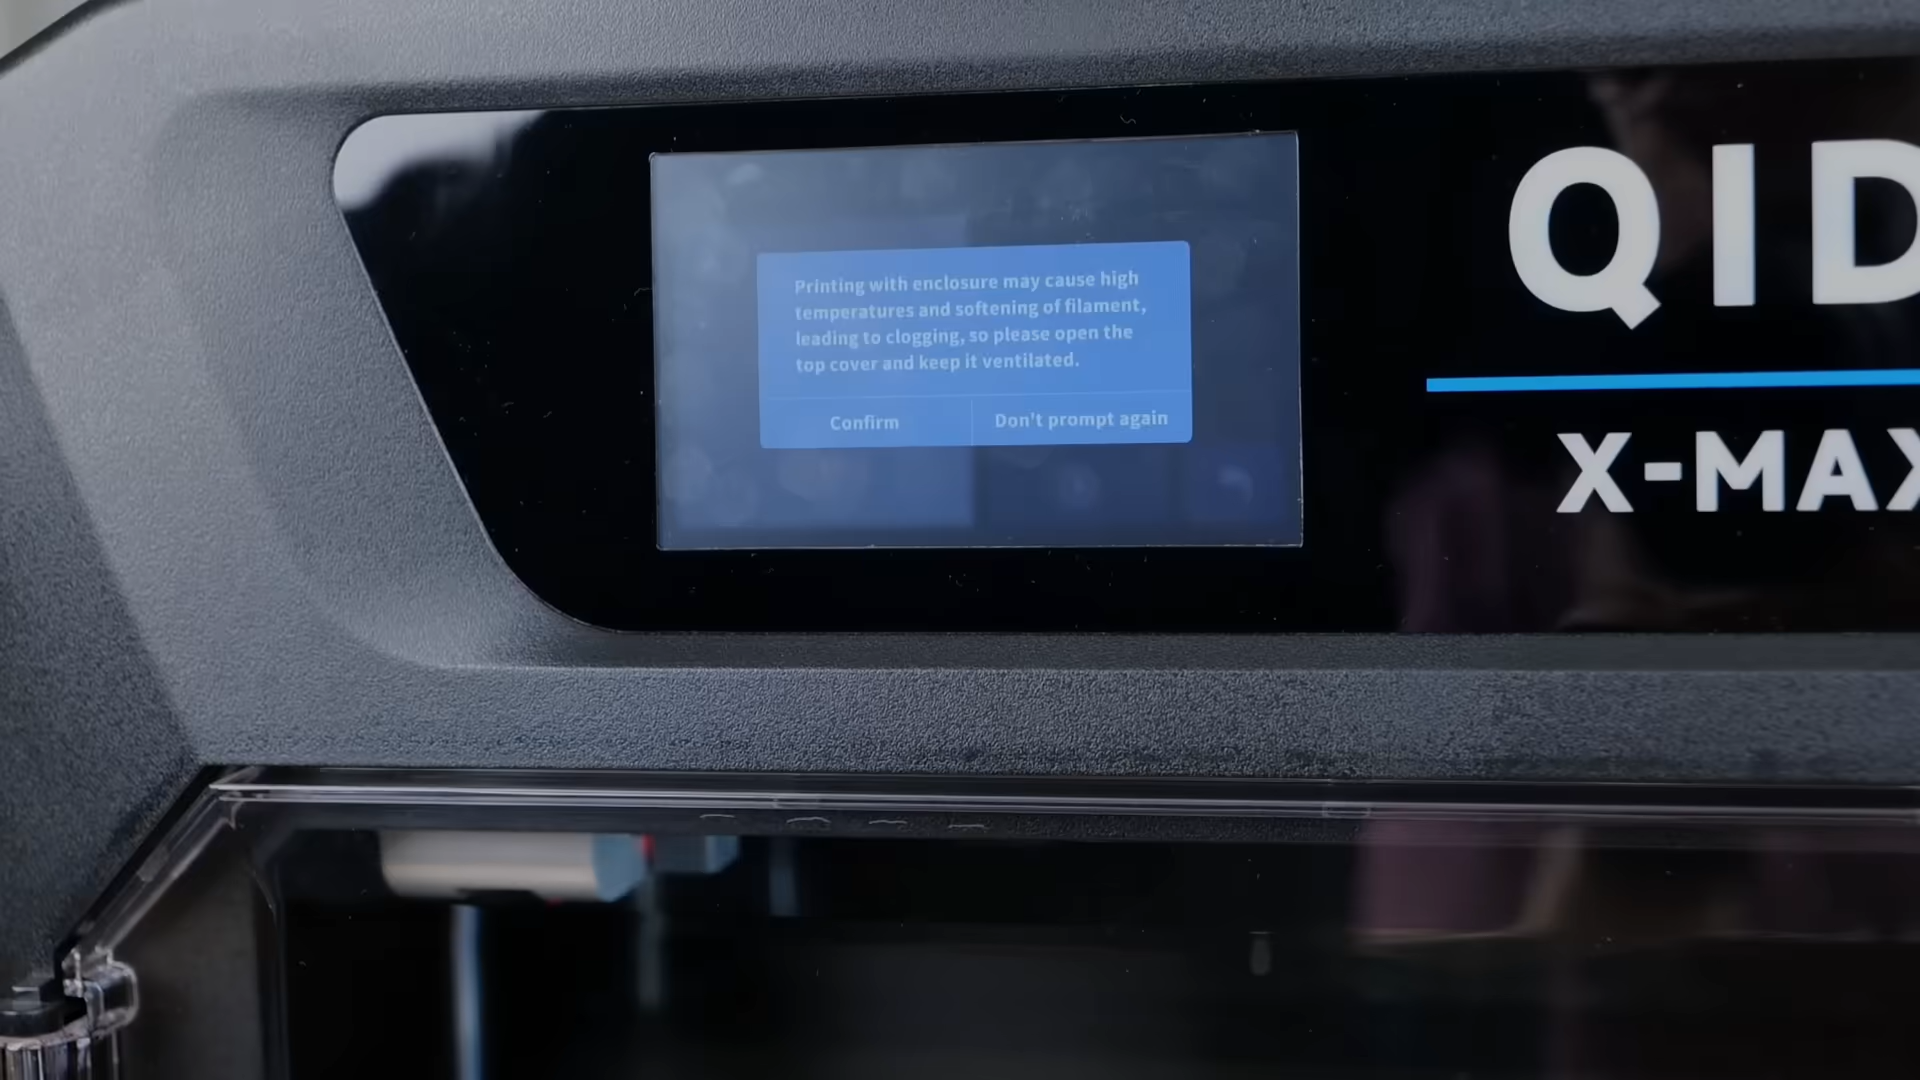 Printing with enclosure may cause high
temperatures and softening of filament,
leading to clogging, so please open the
top cover and keep it ventilated.
Confirm
Don't prompt again
QID
X-MAX